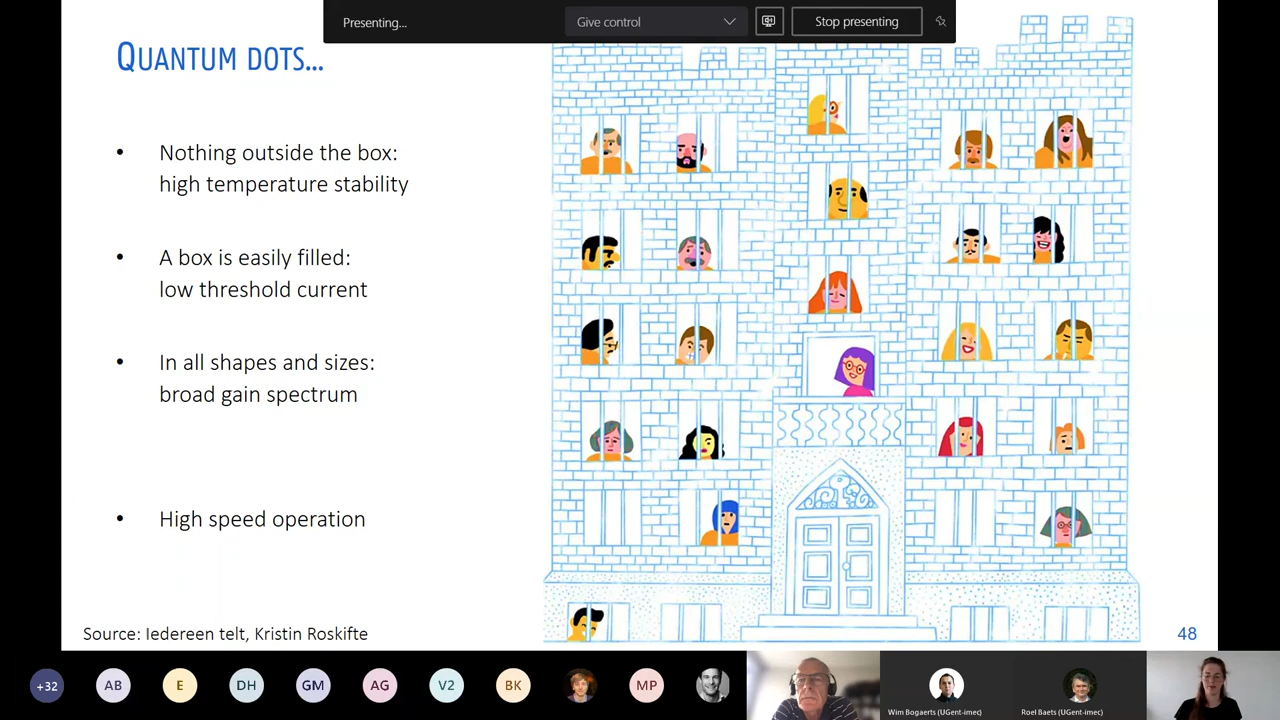 Presenting...
Give control
Stop presenting
QUANTUM DOTS...
• Nothing outside the box:
high temperature stability
• A box is easily filled:
low threshold current
• In all shapes and sizes:
broad gain spectrum
• High speed operation
Source: Iedereen telt, Kristin Roskifte
48
+32
AB
E
DH
GM
AG
V2
BK
MP
Wim Bogaerts (UGent-imec)
Roel Baets (UGent-imec)